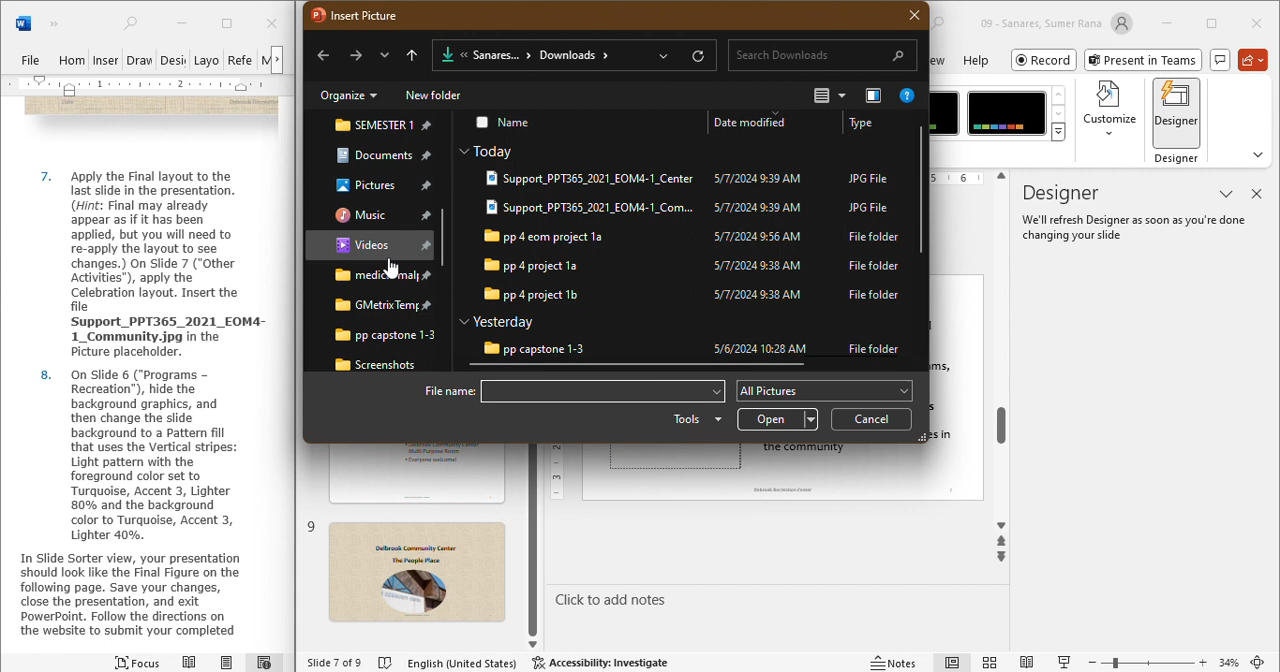 Insert Picture
09 - Sanares, Sumer Rana
File
Hom
Inser
Draw
Desi
Layo
Refe
M
« Sanares... › Downloads ›
Search Downloads
Help
Record
Present in Teams
Organize
New folder
Customize
Designer
Designer
SEMESTER 1
Documents
Pictures
Music
Videos
GMetrixTemp
pp capstone 1-3
Screenshots
Name
Date modified
Type
Today
Support_PPT365_2021_EOM4-1_Center 5/7/2024 9:39 AM JPG File
Support_PPT365_2021_EOM4-1_Com... 5/7/2024 9:39 AM JPG File
pp 4 eom project 1a 5/7/2024 9:56 AM File folder
pp 4 project 1a 5/7/2024 9:38 AM File folder
pp 4 project 1b 5/7/2024 9:38 AM File folder
Yesterday
pp capstone 1-3 5/6/2024 10:28 AM File folder
File name:
All Pictures
Tools
Open
Cancel
Designer
We'll refresh Designer as soon as you're done
changing your slide
7. Apply the Final layout to the
last slide in the presentation.
(Hint: Final may already
appear as if it has been
applied, but you will need to
re-apply the layout to see
changes.) On Slide 7 ("Other
Activities"), apply the
Celebration layout. Insert the
file
Support_PPT365_2021_EOM4-
1_Community.jpg in the
Picture placeholder.
8. On Slide 6 ("Programs –
Recreation"), hide the
background graphics, and
then change the slide
background to a Pattern fill
that uses the Vertical stripes:
Light pattern with the
foreground color set to
Turquoise, Accent 3, Lighter
80% and the background
color to Turquoise, Accent 3,
Lighter 40%.
In Slide Sorter view, your presentation
should look like the Final Figure on the
following page. Save your changes,
close the presentation, and exit
PowerPoint. Follow the directions on
the website to submit your completed
Focus
Delbrook Community Center
Multi-Purpose Room
Everyone welcome!
9
Delbrook Community Center
The People Place
the community
Delbrook Recreation Center
Click to add notes
Slide 7 of 9
English (United States)
Accessibility: Investigate
Notes
34%